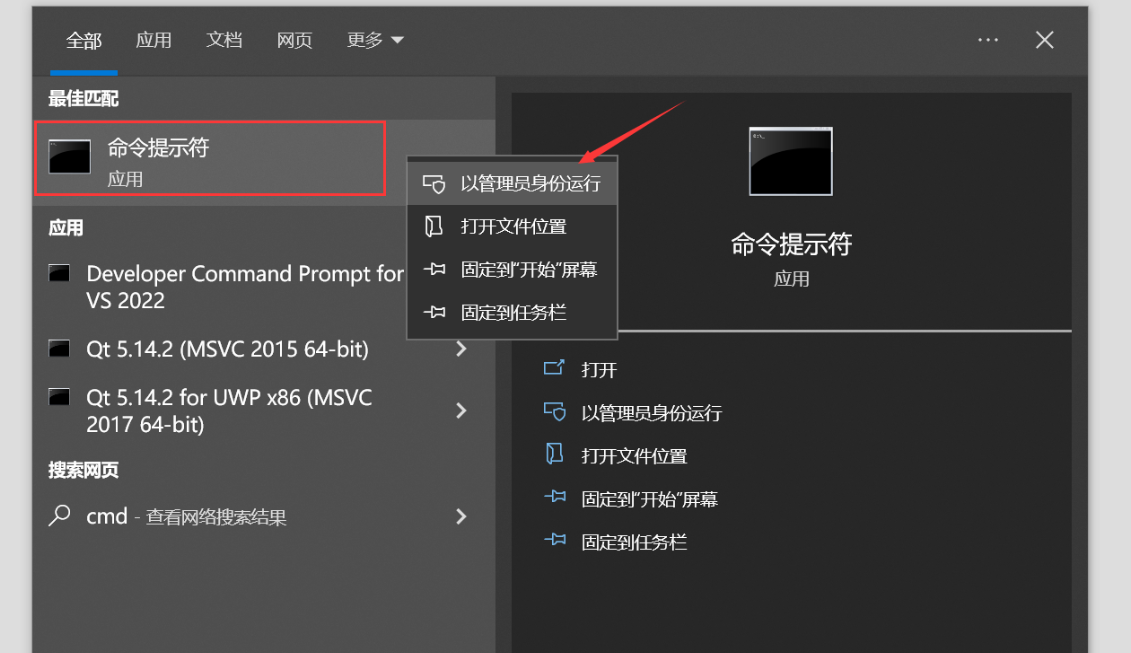 全部 应用 文档 网页 更多
最佳匹配
命令提示符
应用
应用
Developer Command Prompt for
VS 2022
Qt 5.14.2 (MSVC 2015 64-bit)
Qt 5.14.2 for UWP x86 (MSVC
2017 64-bit)
搜索网页
cmd - 查看网络搜索结果
以管理员身份运行
打开文件位置
固定到"开始"屏幕
固定到任务栏
命令提示符
应用
打开
以管理员身份运行
打开文件位置
固定到"开始"屏幕
固定到任务栏